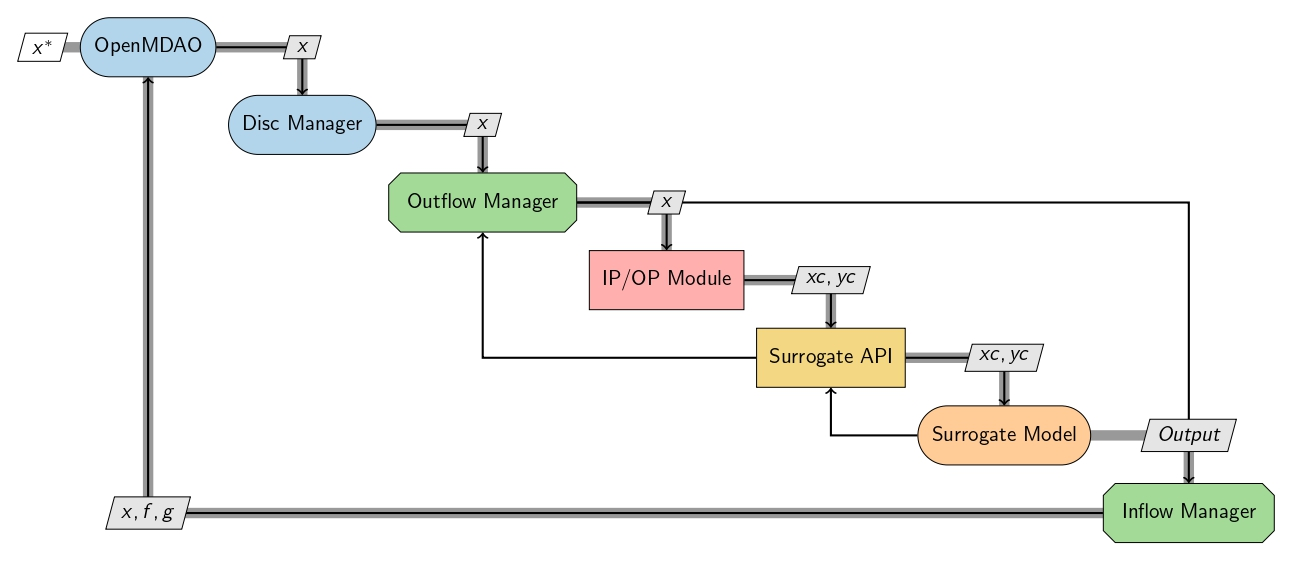 x*
OpenMDAO
x
Disc Manager
x
Outflow Manager
x
IP/OP Module
xc, yc
Surrogate API
xc, yc
Surrogate Model
Output
x, f, g
Inflow Manager